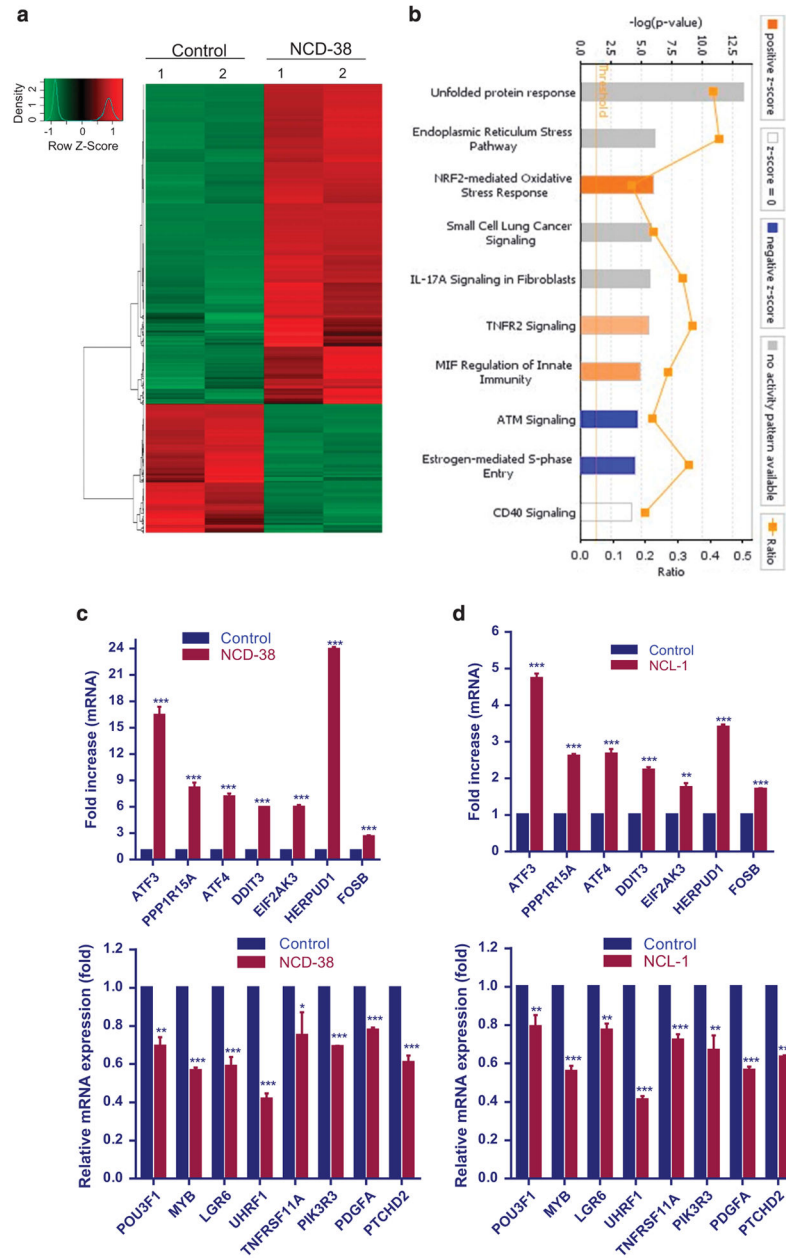 a
Control
NCD-38
1 2 1 2
Density
0 1 2
-1 0 1
Row Z-Score
b
-log(p-value)
0.0 2.5 5.0 7.5 10.0 12.5
Threshold
Unfolded protein response
Endoplasmic Reticulum Stress
Pathway
NRF2-mediated Oxidative
Stress Response
Small Cell Lung Cancer
Signaling
IL-17A Signaling in Fibroblasts
TNFR2 Signaling
MIF Regulation of Innate
Immunity
ATM Signaling
Estrogen-mediated S-phase
Entry
CD40 Signaling
0.0 0.1 0.2 0.3 0.4 0.5
Ratio
positive z-score
z-score = 0
negative z-score
no activity pattern available
Ratio
c
Control
NCD-38
Fold increase (mRNA)
24
21
18
15
12
9
6
3
0
***
***
***
***
***
***
***
ATF3
PPP1R15A
ATF4
DDIT3
EIF2AK3
HERPUD1
FOSB
d
Control
NCL-1
Fold increase (mRNA)
6
5
4
3
2
1
0
***
***
***
***
**
***
***
ATF3
PPP1R15A
ATF4
DDIT3
EIF2AK3
HERPUD1
FOSB
Control
NCD-38
Relative mRNA expression (fold)
1.2
1.0
0.8
0.6
0.4
0.2
0.0
**
***
***
***
*
***
***
***
POU3F1
MYB
LGR6
UHRF1
TNFRSF11A
PIK3R3
PDGFA
PTCHD2
Control
NCL-1
Relative mRNA expression (fold)
1.2
1.0
0.8
0.6
0.4
0.2
0.0
**
***
**
***
***
**
***
POU3F1
MYB
LGR6
UHRF1
TNFRSF11A
PIK3R3
PDGFA
PTCHD2